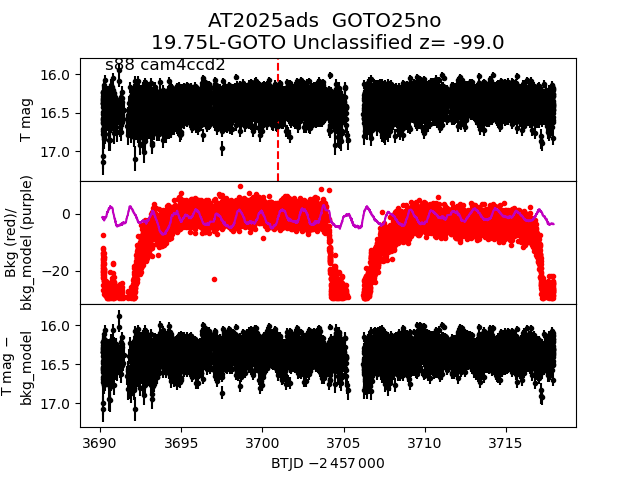 AT2025ads  GOTO25no
19.75L-GOTO Unclassified z= -99.0
s88 cam4ccd2
16.0
16.5
17.0
T mag
0
−20
Bkg (red)/
bkg_model (purple)
16.0
16.5
17.0
T mag −
bkg_model
3690 3695 3700 3705 3710 3715
BTJD −2 457 000